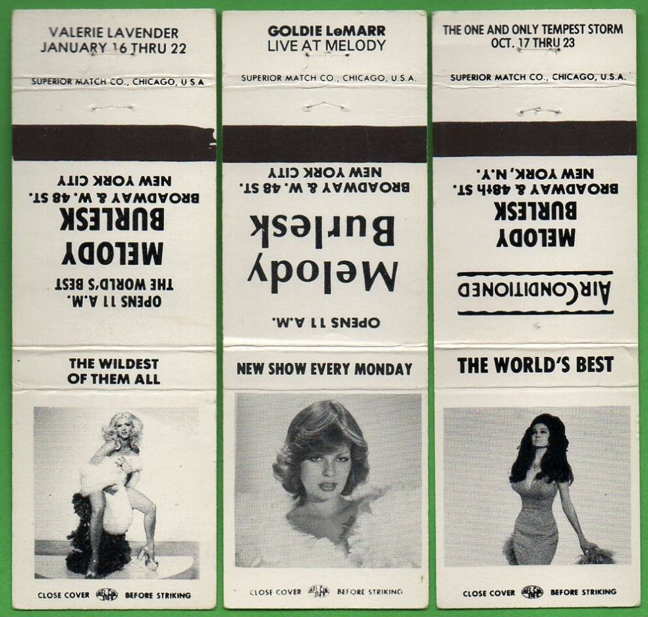 VALERIE LAVENDER
JANUARY 16 THRU 22
SUPERIOR MATCH CO., CHICAGO, U S A
BROADWAY & W. 48 ST.
NEW YORK CITY
MELODY
BURLESK
OPENS 11 A.M.
THE WORLD'S BEST
THE WILDEST
OF THEM ALL
CLOSE COVER BEFORE STRIKING
GOLDIE LeMARR
LIVE AT MELODY
SUPERIOR MATCH CO., CHICAGO, U.S.A.
OPENS 11 A.M.
Melody
Burlesk
BROADWAY & W. 48 ST.
NEW YORK CITY
NEW SHOW EVERY MONDAY
CLOSE COVER BEFORE STRIKING
THE ONE AND ONLY TEMPEST STORM
OCT. 17 THRU 23
SUPERIOR MATCH CO., CHICAGO, U.S.A.
AIR CONDITIONED
MELODY
BURLESK
BROADWAY & 48th ST.
NEW YORK, N.Y.
THE WORLD'S BEST
CLOSE COVER BEFORE STRIKING